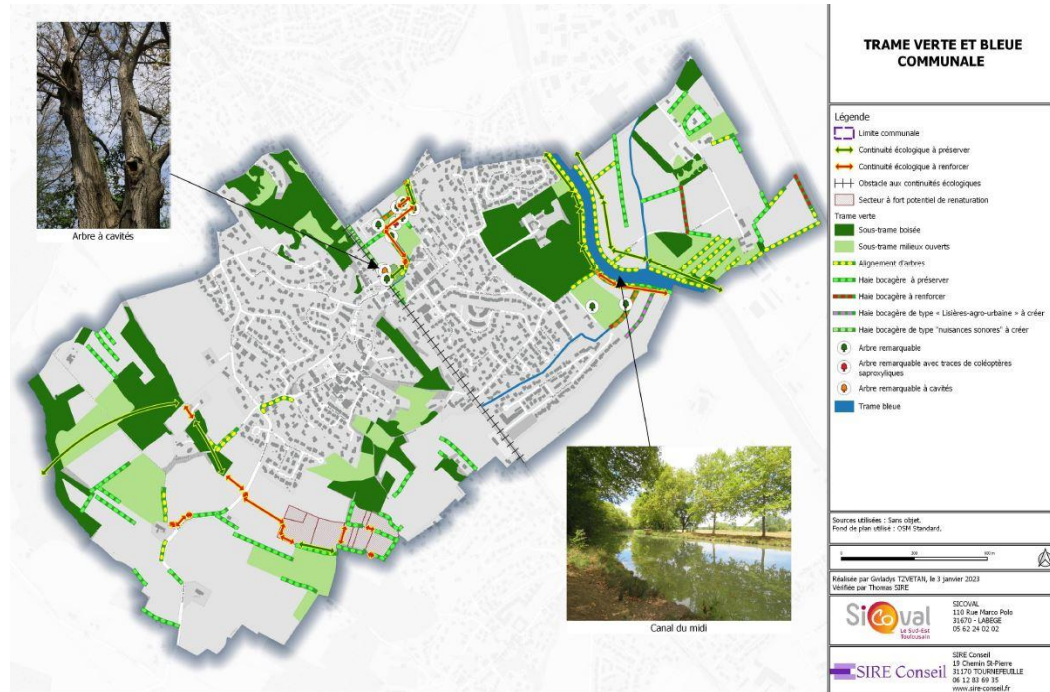 Arbre à cavités
Canal du midi
TRAME VERTE ET BLEUE
COMMUNALE
Légende
Limite communale
Continuité écologique à préserver
Continuité écologique à renforcer
Obstacle aux continuités écologiques
Secteur à fort potentiel de renaturation
Trame verte
Sous-trame boisée
Sous-trame milieux ouverts
Alignement d'arbres
Haie bocagère à préserver
Haie bocagère à renforcer
Haie bocagère de type « Lisières-agro-urbaine » à créer
Haie bocagère de type "nuisances sonores" à créer
Arbre remarquable
Arbre remarquable avec traces de coléoptères
saproxyliques
Arbre remarquable à cavités
Trame bleue
Sources utilisées : Sans objet.
Fond de plan utilisé : OSM Standard.
0 300 600 m
Réalisée par Gwladys TZVETAN, le 3 janvier 2023
Vérifiée par Thomas SIRE
Sicoval
Le Sud-Est
Toulousain
SICOVAL
110 Rue Marco Polo
31670 - LABEGE
05 62 24 02 02
SIRE Conseil
SIRE Conseil
19 Chemin St-Pierre
31170 TOURNEFEUILLE
06 12 83 69 35
www.sire-conseil.fr